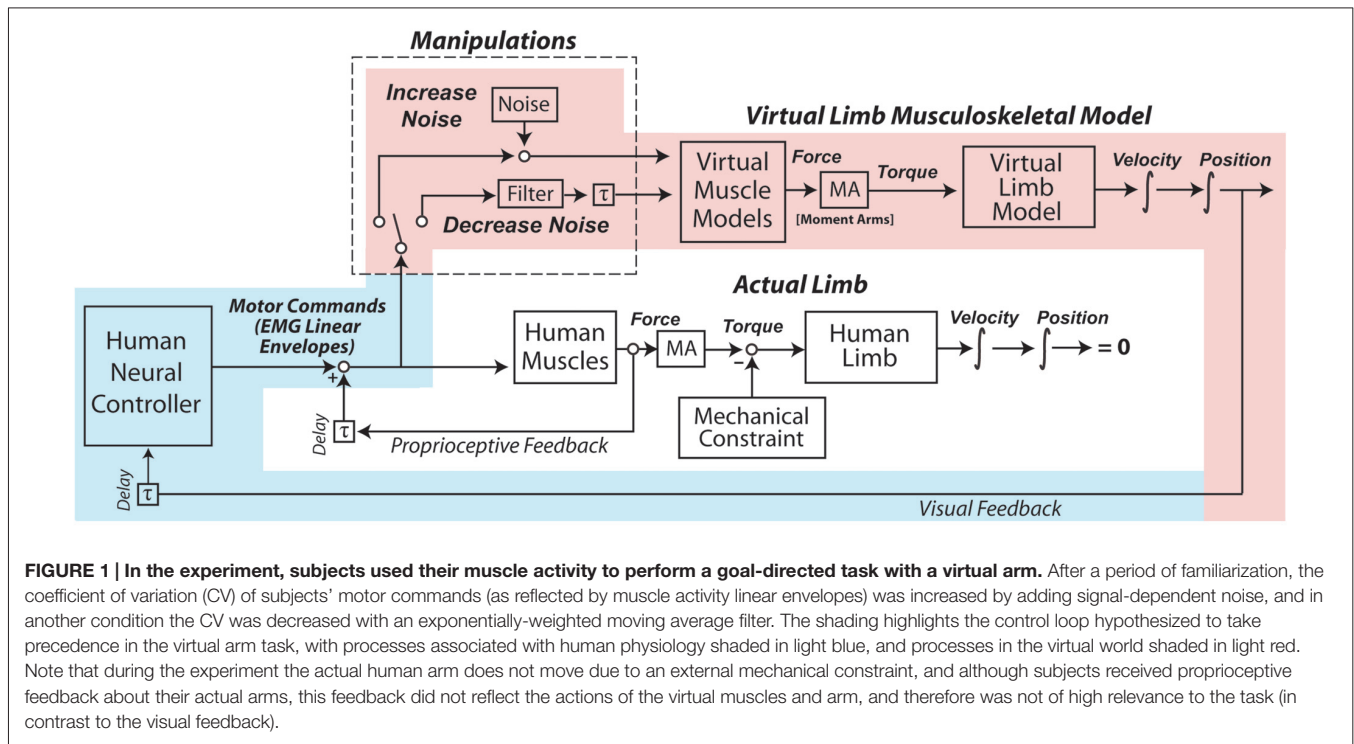 Manipulations
Increase
Noise
Noise
Filter
τ
Decrease Noise
Virtual Limb Musculoskeletal Model
Virtual
Muscle
Models
Force
MA
[Moment Arms]
Torque
Virtual
Limb
Model
Velocity
∫
Position
∫
Human
Neural
Controller
Motor Commands
(EMG Linear
Envelopes)
+
Delay
τ
Proprioceptive Feedback
Actual Limb
Human
Muscles
Force
MA
Torque
–
Mechanical
Constraint
Human
Limb
Velocity
∫
Position
∫
= 0
Delay
τ
Visual Feedback
FIGURE 1 | In the experiment, subjects used their muscle activity to perform a goal-directed task with a virtual arm. After a period of familiarization, the
coefficient of variation (CV) of subjects' motor commands (as reflected by muscle activity linear envelopes) was increased by adding signal-dependent noise, and in
another condition the CV was decreased with an exponentially-weighted moving average filter. The shading highlights the control loop hypothesized to take
precedence in the virtual arm task, with processes associated with human physiology shaded in light blue, and processes in the virtual world shaded in light red.
Note that during the experiment the actual human arm does not move due to an external mechanical constraint, and although subjects received proprioceptive
feedback about their actual arms, this feedback did not reflect the actions of the virtual muscles and arm, and therefore was not of high relevance to the task (in
contrast to the visual feedback).